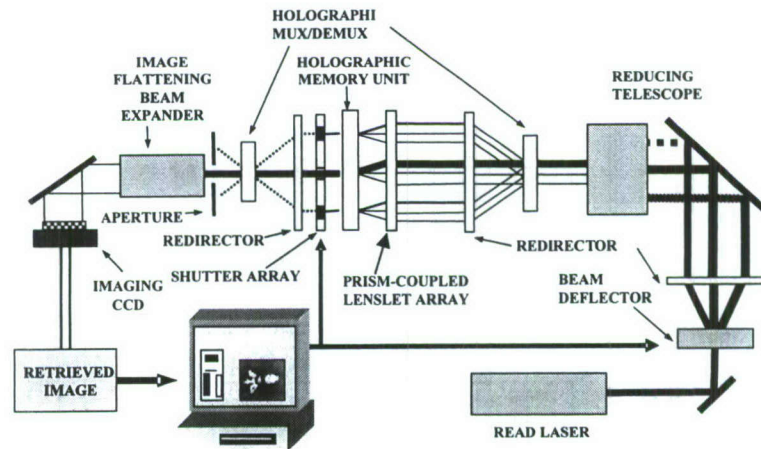 HOLOGRAPHI
MUX/DEMUX
IMAGE
FLATTENING
BEAM
EXPANDER
HOLOGRAPHIC
MEMORY UNIT
REDUCING
TELESCOPE
APERTURE
REDIRECTOR
SHUTTER ARRAY
PRISM-COUPLED
LENSLET ARRAY
REDIRECTOR
BEAM
DEFLECTOR
IMAGING
CCD
RETRIEVED
IMAGE
READ LASER